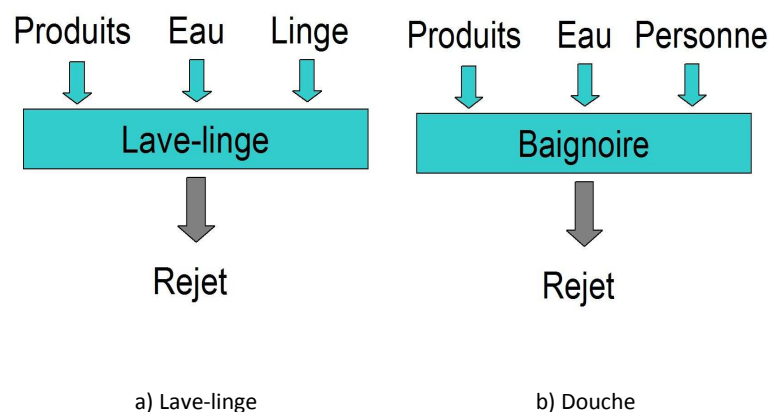 Produits Eau Linge
Lave-linge
Rejet
a) Lave-linge
Produits Eau Personne
Baignoire
Rejet
b) Douche